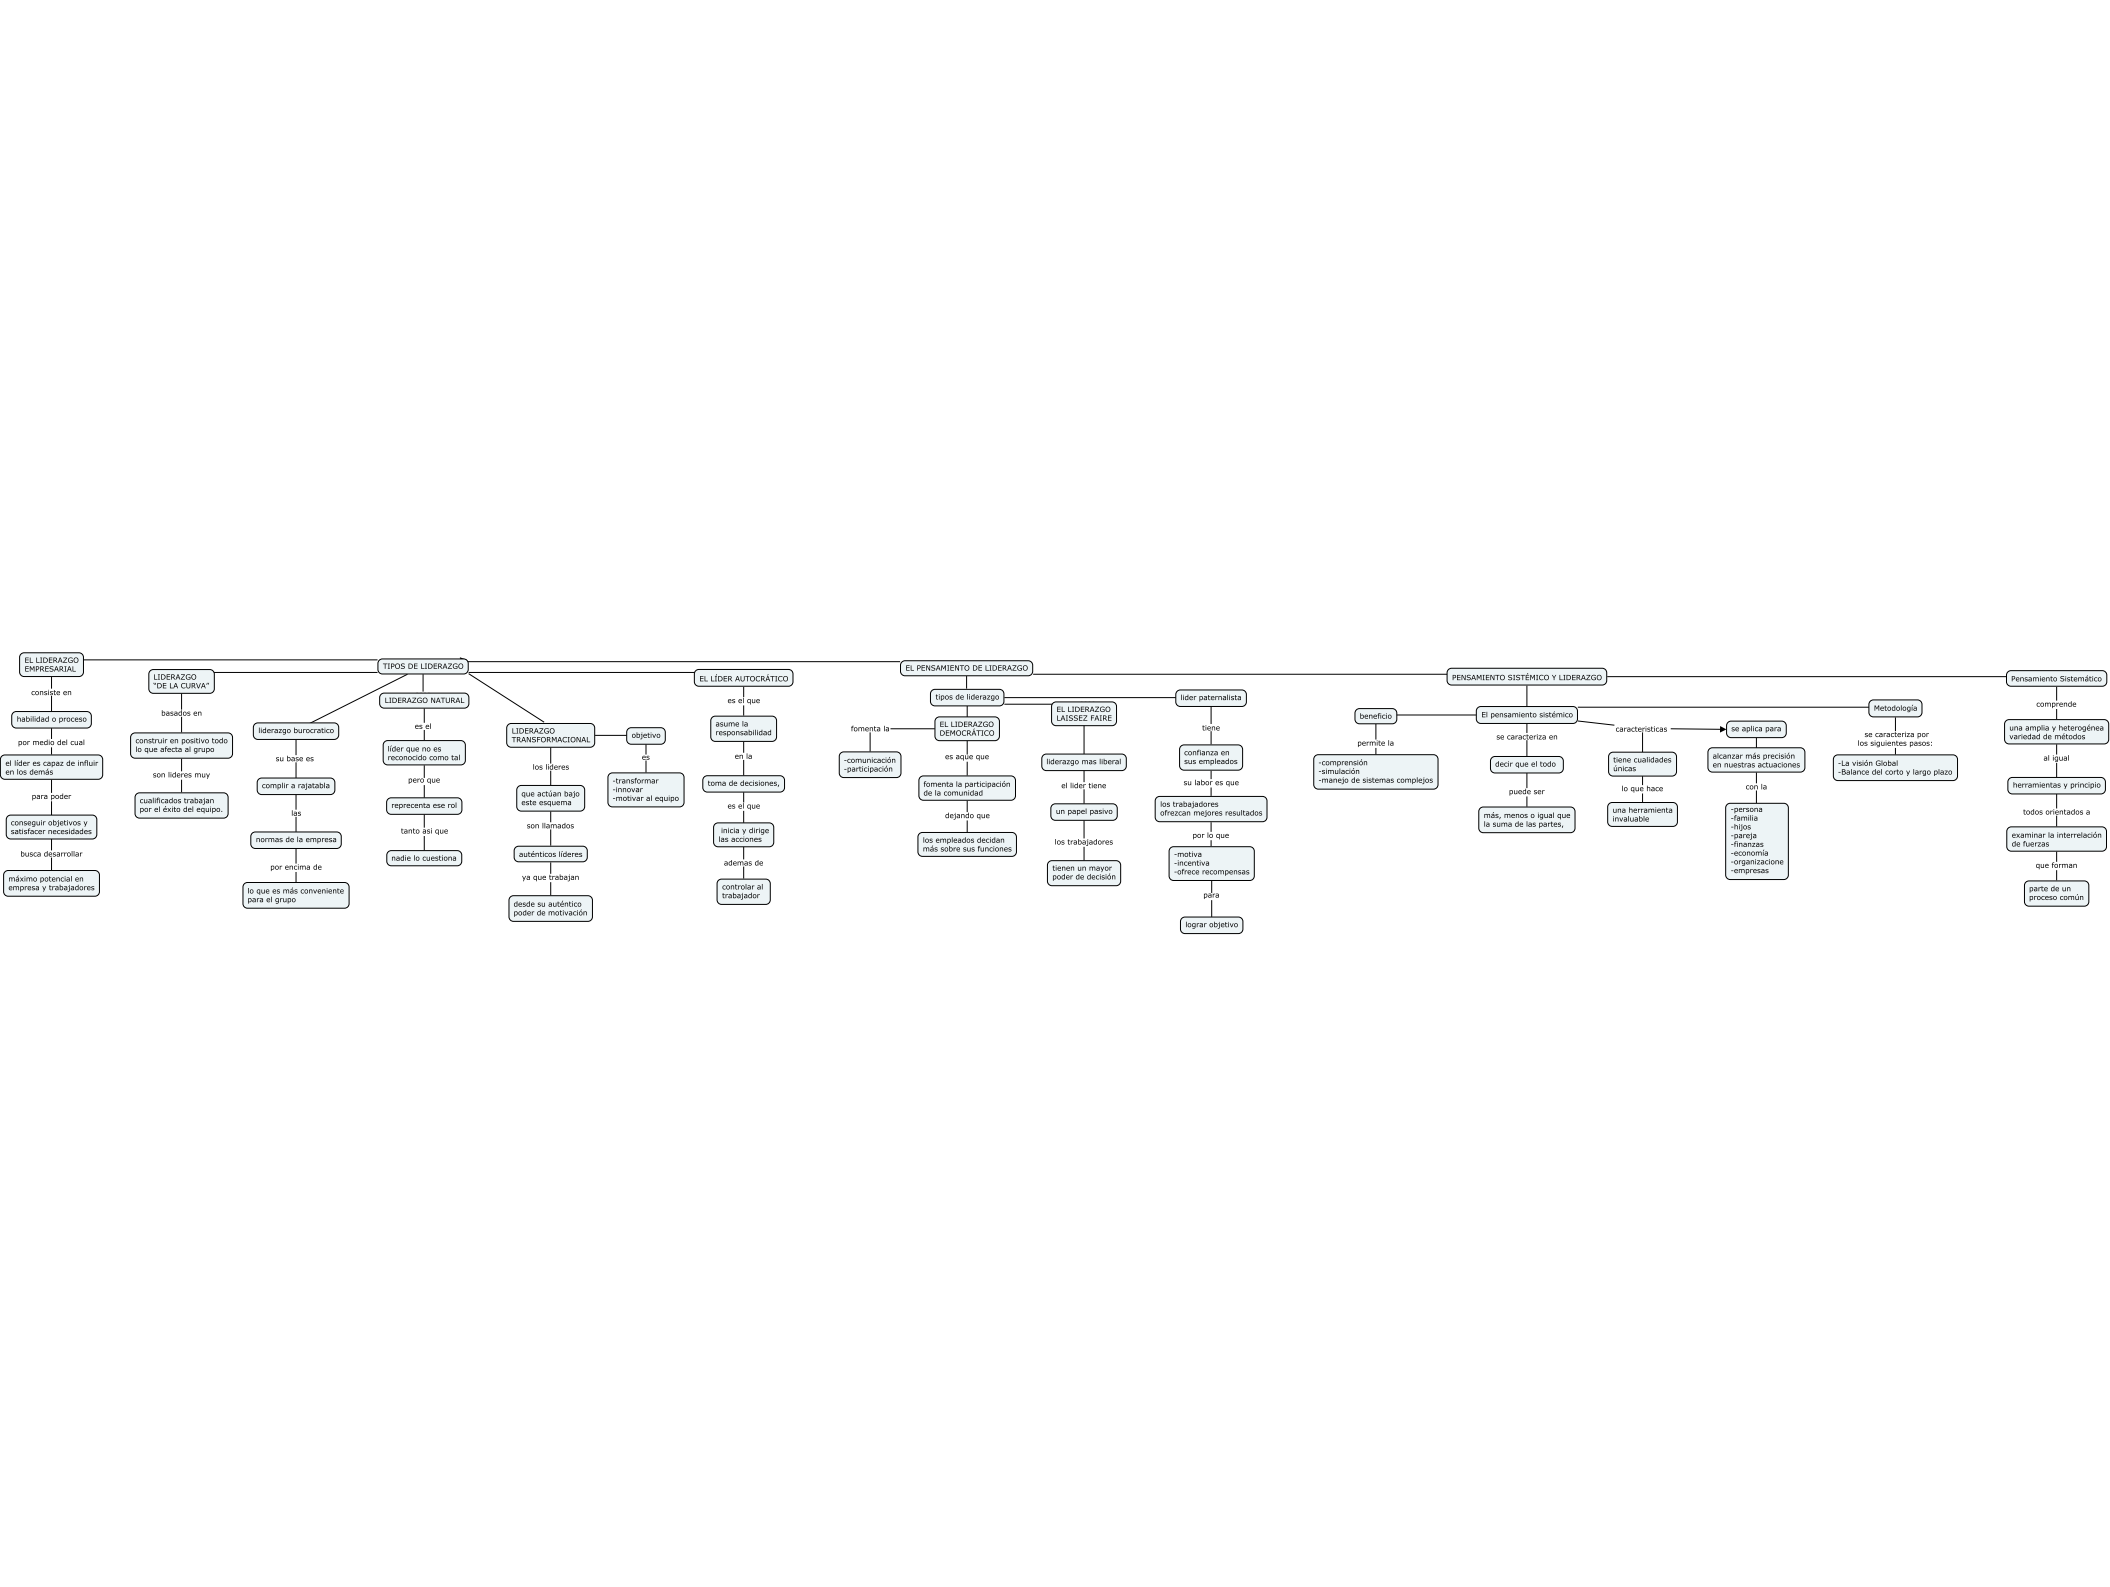 EL LIDERAZGO
EMPRESARIAL
consiste en
habilidad o proceso
por medio del cual
el líder es capaz de influir
en los demás
para poder
conseguir objetivos y
satisfacer necesidades
busca desarrollar
máximo potencial en
empresa y trabajadores
TIPOS DE LIDERAZGO
LIDERAZGO
"DE LA CURVA"
basados en
construir en positivo todo
lo que afecta al grupo
son lideres muy
cualificados trabajan
por el éxito del equipo.
liderazgo burocratico
su base es
complir a rajatabla
las
normas de la empresa
por encima de
lo que es más conveniente
para el grupo
LIDERAZGO NATURAL
es el
líder que no es
reconocido como tal
pero que
reprecenta ese rol
tanto asi que
nadie lo cuestiona
LIDERAZGO
TRANSFORMACIONAL
los lideres
que actúan bajo
este esquema
son llamados
auténticos líderes
ya que trabajan
desde su auténtico
poder de motivación
objetivo
es
-transformar
-innovar
-motivar al equipo
EL LÍDER AUTOCRÁTICO
es el que
asume la
responsabilidad
en la
toma de decisiones,
es el que
inicia y dirige
las acciones
ademas de
controlar al
trabajador
EL PENSAMIENTO DE LIDERAZGO
tipos de liderazgo
fomenta la
-comunicación
-participación
EL LIDERAZGO
DEMOCRÁTICO
es aque que
fomenta la participación
de la comunidad
dejando que
los empleados decidan
más sobre sus funciones
EL LIDERAZGO
LAISSEZ FAIRE
liderazgo mas liberal
el lider tiene
un papel pasivo
los trabajadores
tienen un mayor
poder de decisión
lider paternalista
tiene
confianza en
sus empleados
su labor es que
los trabajadores
ofrezcan mejores resultados
por lo que
-motiva
-incentiva
-ofrece recompensas
para
lograr objetivo
PENSAMIENTO SISTÉMICO Y LIDERAZGO
beneficio
permite la
-comprensión
-simulación
-manejo de sistemas complejos
El pensamiento sistémico
se caracteriza en
decir que el todo
puede ser
más, menos o igual que
la suma de las partes,
caracteristicas
tiene cualidades
únicas
lo que hace
una herramienta
invaluable
se aplica para
alcanzar más precisión
en nuestras actuaciones
con la
-persona
-familia
-hijos
-pareja
-finanzas
-economía
-organizacione
-empresas
Metodología
se caracteriza por
los siguientes pasos:
-La visión Global
-Balance del corto y largo plazo
Pensamiento Sistemático
comprende
una amplia y heterogénea
variedad de métodos
al igual
herramientas y principio
todos orientados a
examinar la interrelación
de fuerzas
que forman
parte de un
proceso común